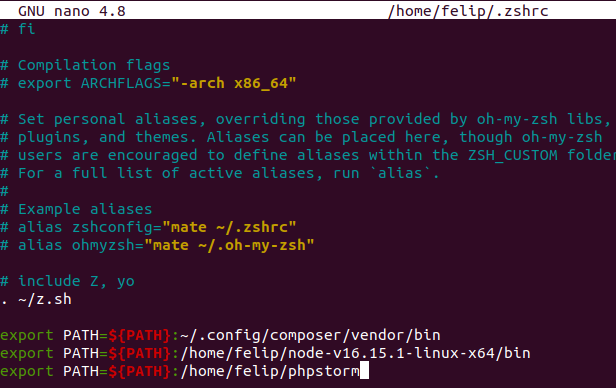 GNU nano 4.8 /home/felip/.zshrc
# fi
# Compilation flags
# export ARCHFLAGS="-arch x86_64"
# Set personal aliases, overriding those provided by oh-my-zsh libs,
# plugins, and themes. Aliases can be placed here, though oh-my-zsh
# users are encouraged to define aliases within the ZSH_CUSTOM folder
# For a full list of active aliases, run `alias`.
#
# Example aliases
# alias zshconfig="mate ~/.zshrc"
# alias ohmyzsh="mate ~/.oh-my-zsh"
# include Z, yo
. ~/z.sh
export PATH=${PATH}:~/.config/composer/vendor/bin
export PATH=${PATH}:/home/felip/node-v16.15.1-linux-x64/bin
export PATH=${PATH}:/home/felip/phpstorm